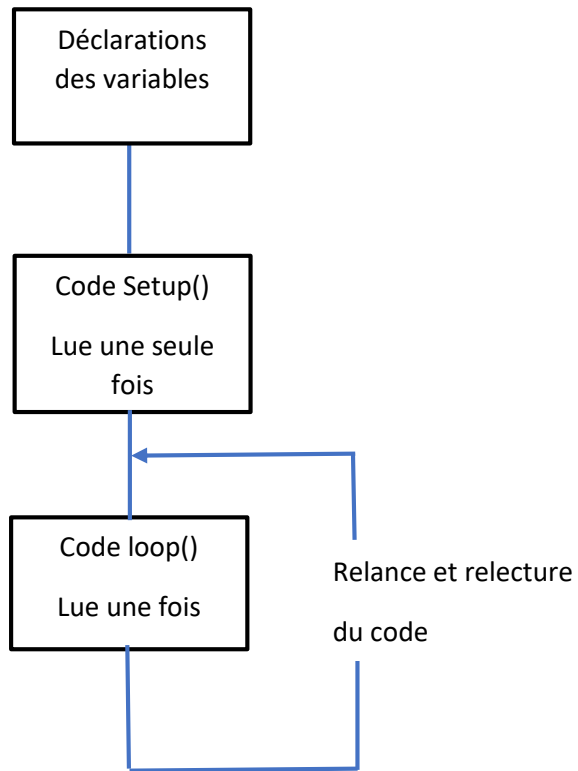 Déclarations
des variables
Code Setup()
Lue une seule
fois
Code loop()
Lue une fois
Relance et relecture
du code